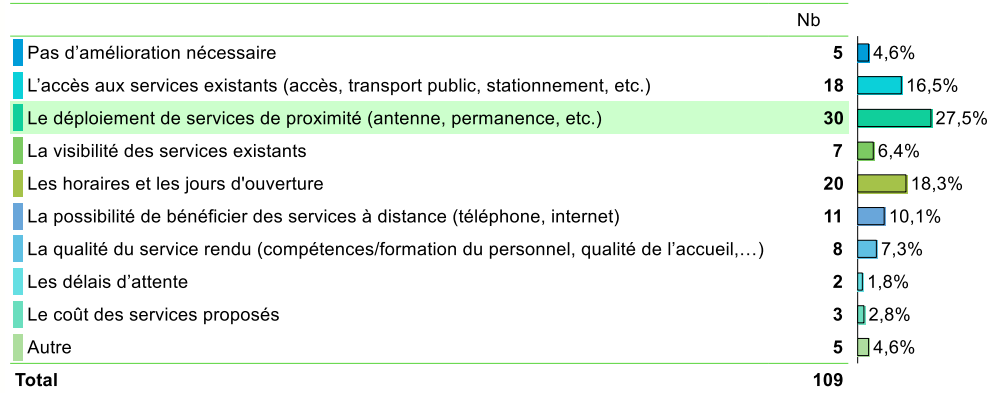 Nb
Pas d’amélioration nécessaire 5 4,6%
L’accès aux services existants (accès, transport public, stationnement, etc.) 18 16,5%
Le déploiement de services de proximité (antenne, permanence, etc.) 30 27,5%
La visibilité des services existants 7 6,4%
Les horaires et les jours d'ouverture 20 18,3%
La possibilité de bénéficier des services à distance (téléphone, internet) 11 10,1%
La qualité du service rendu (compétences/formation du personnel, qualité de l’accueil,…) 8 7,3%
Les délais d’attente 2 1,8%
Le coût des services proposés 3 2,8%
Autre 5 4,6%
Total 109